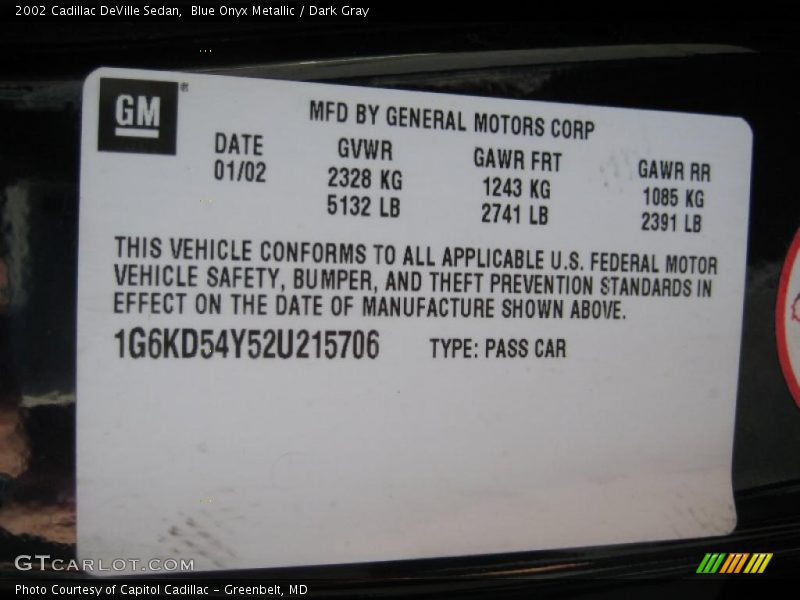 2002 Cadillac DeVille Sedan,  Blue Onyx Metallic / Dark Gray
GM®
MFD BY GENERAL MOTORS CORP
DATE GVWR GAWR FRT GAWR RR
01/02 2328 KG 1243 KG 1085 KG
5132 LB 2741 LB 2391 LB
THIS VEHICLE CONFORMS TO ALL APPLICABLE U.S. FEDERAL MOTOR
VEHICLE SAFETY, BUMPER, AND THEFT PREVENTION STANDARDS IN
EFFECT ON THE DATE OF MANUFACTURE SHOWN ABOVE.
1G6KD54Y52U215706 TYPE: PASS CAR
GTCARLOT.COM
Photo Courtesy of Capitol Cadillac - Greenbelt, MD